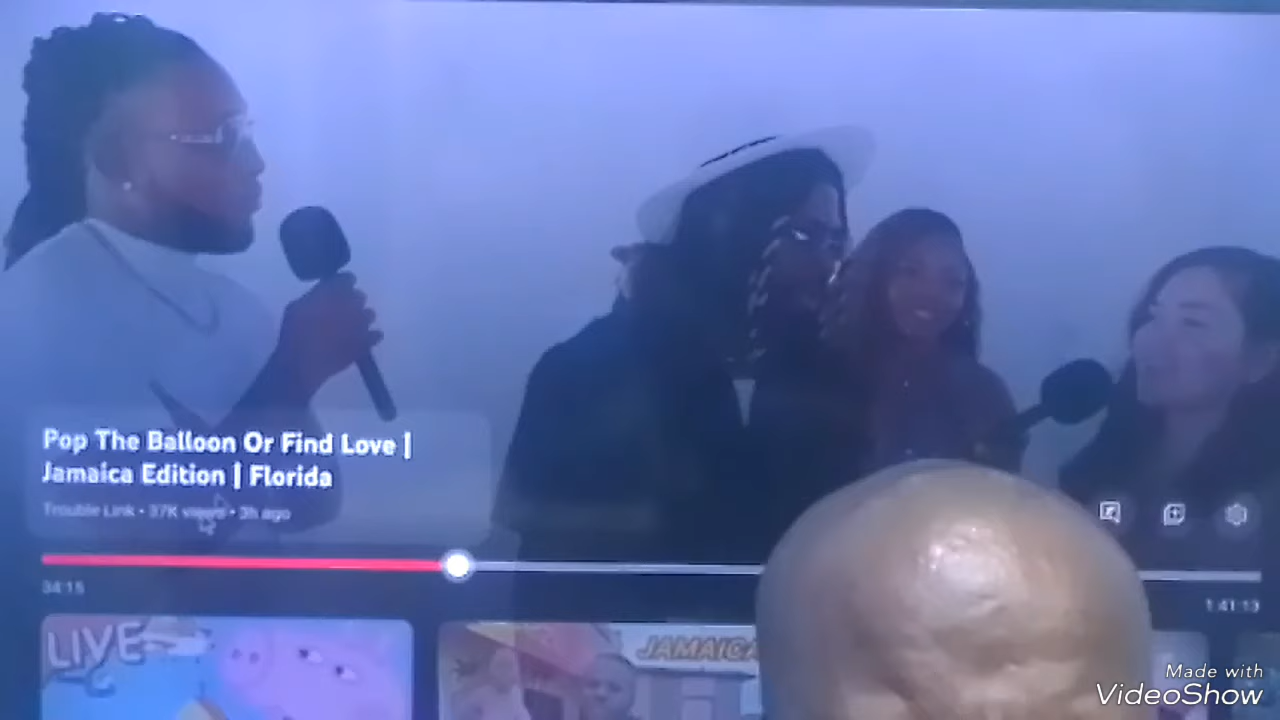 Pop The Balloon Or Find Love |
Jamaica Edition | Florida
Trouble Link • 37K views • 3h ago
34:15
1:41:13
LIVE
JAMAICA
Made with
VideoShow